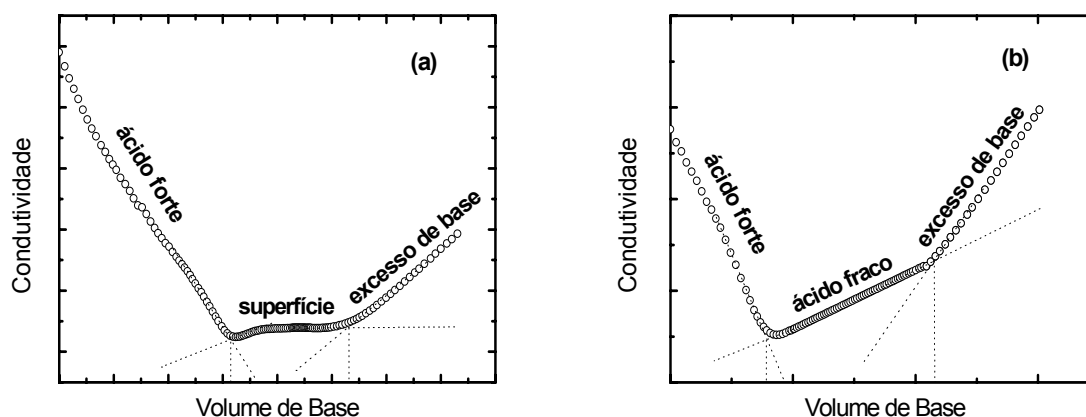 (a)
Condutividade
ácido forte
superfície
excesso de base
Volume de Base
(b)
Condutividade
ácido forte
ácido fraco
excesso de base
Volume de Base